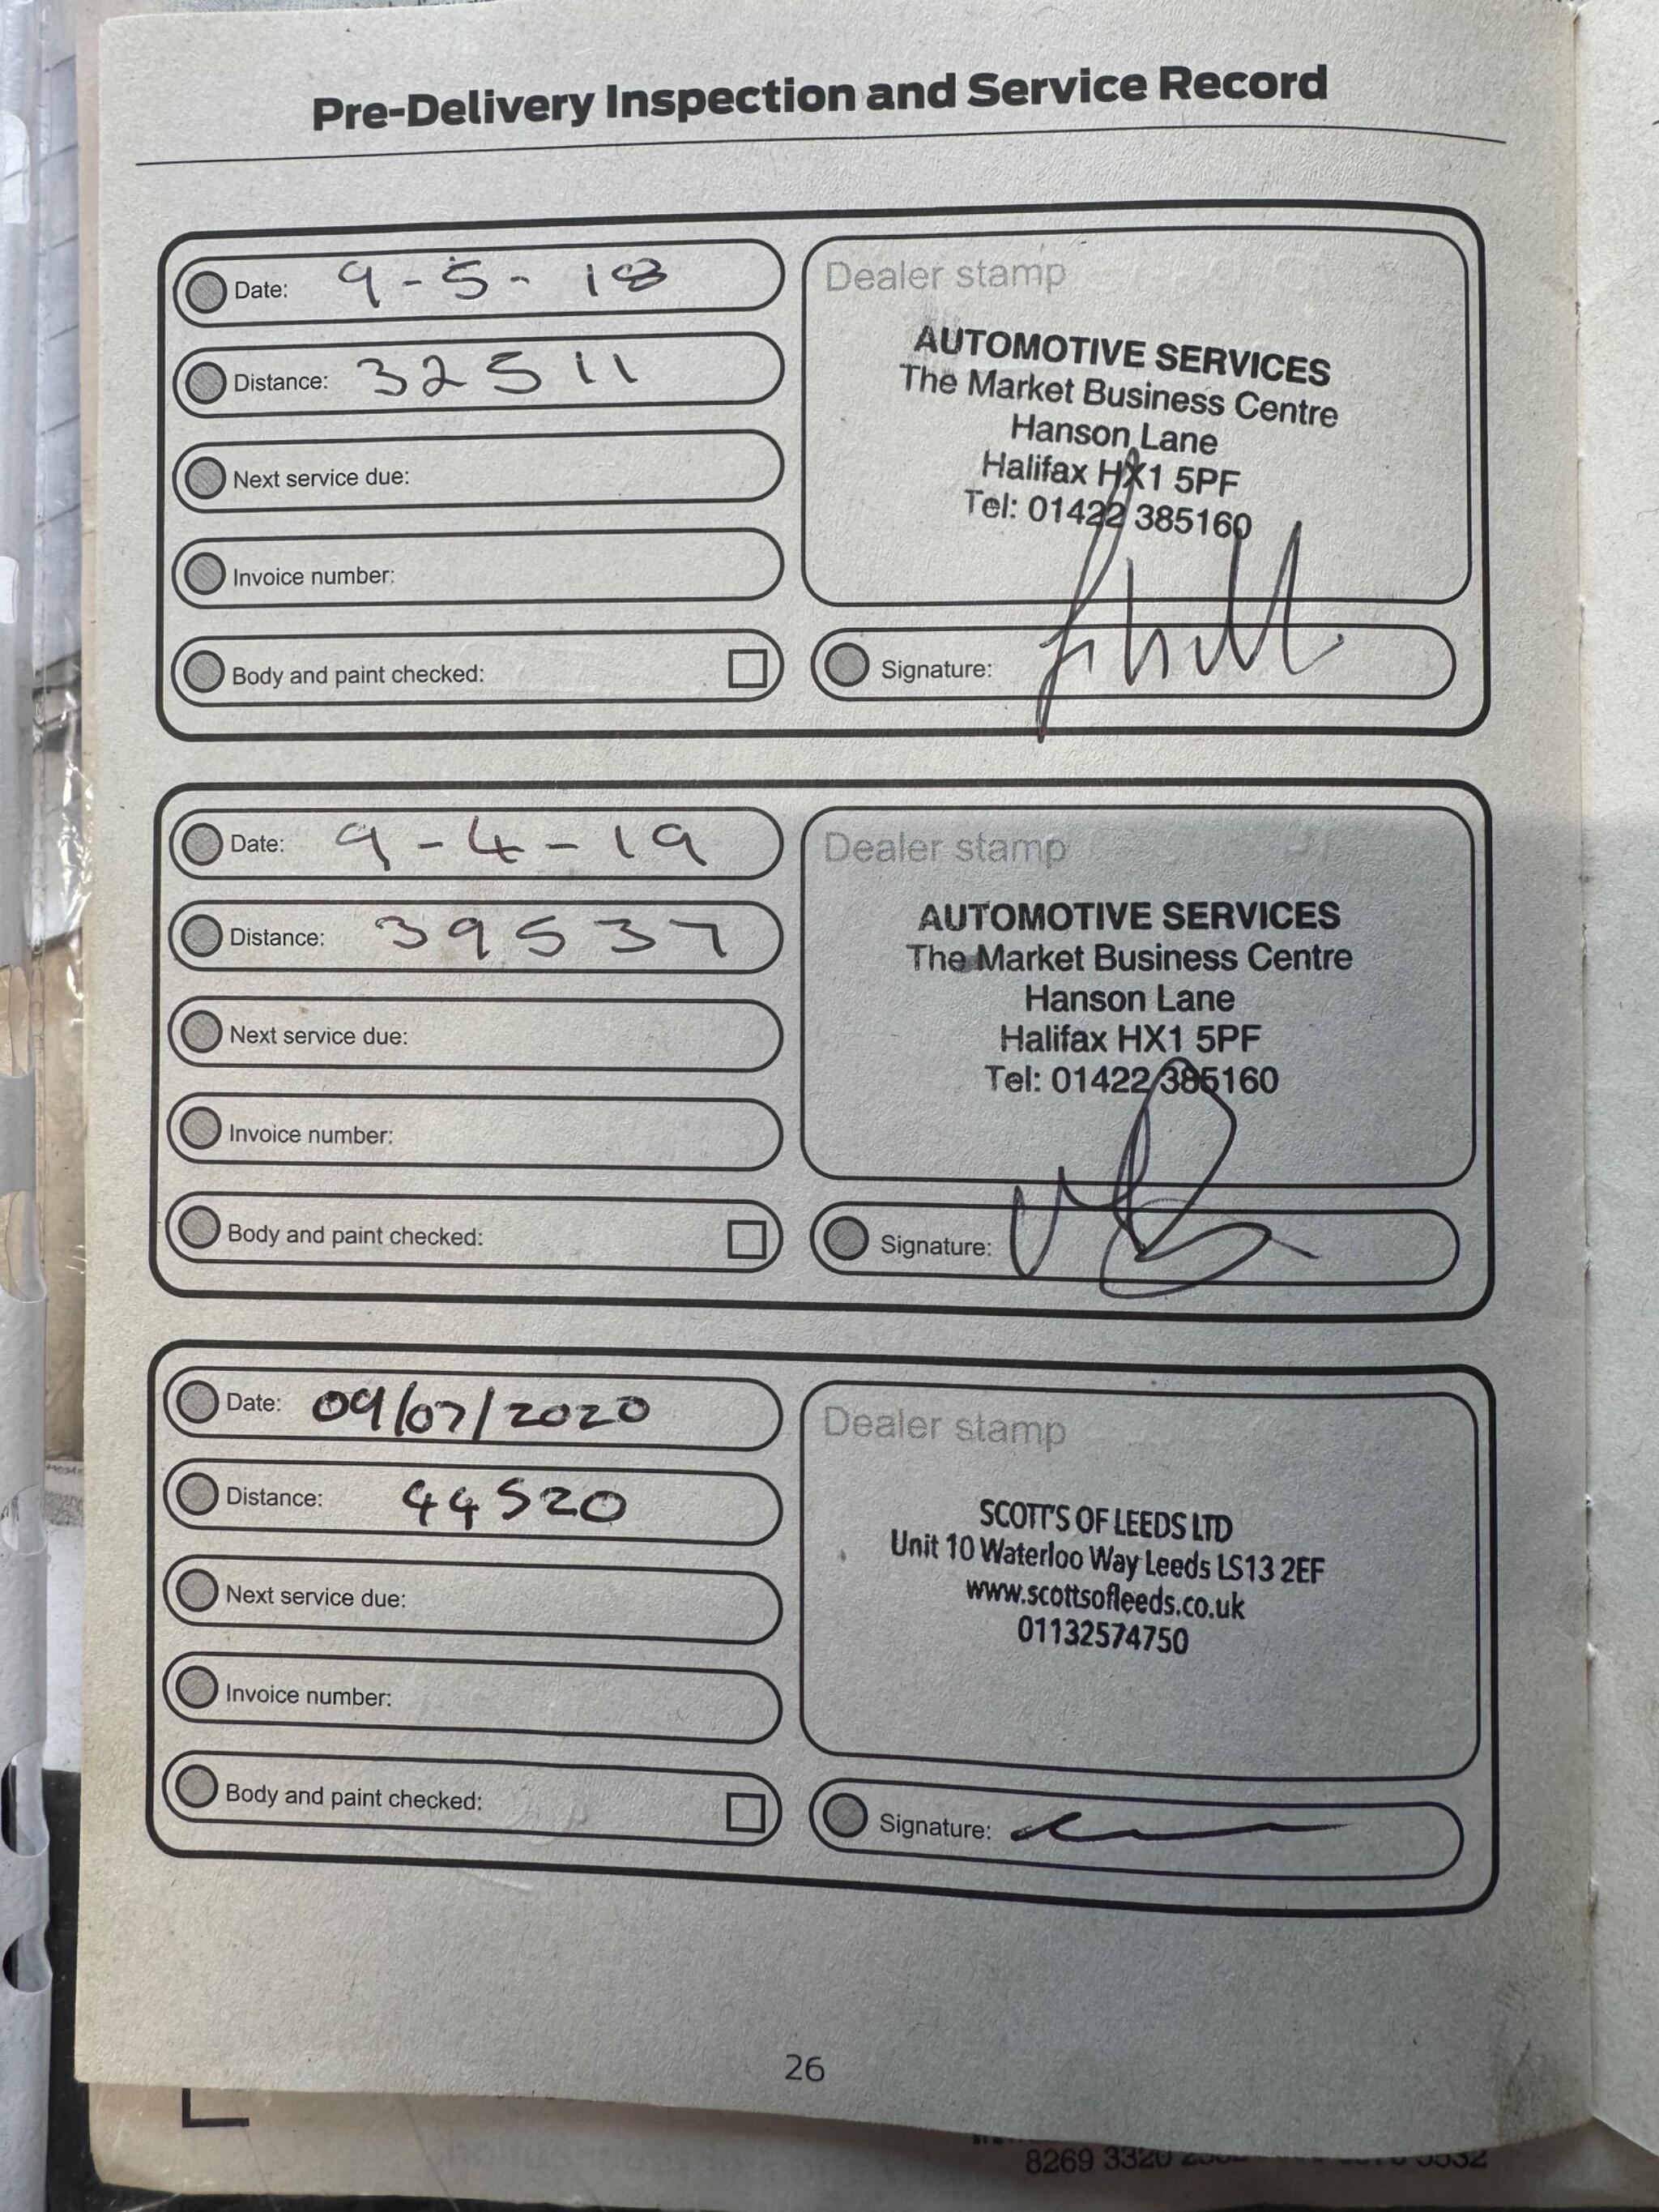 Pre-Delivery Inspection and Service Record
Date: 9-5-18
Distance: 32511
Next service due:
Invoice number:
Body and paint checked:
Dealer stamp
AUTOMOTIVE SERVICES
The Market Business Centre
Hanson Lane
Halifax HX1 5PF
Tel: 01422 385160
Signature:
Date: 9-4-19
Distance: 39537
Next service due:
Invoice number:
Body and paint checked:
Dealer stamp
AUTOMOTIVE SERVICES
The Market Business Centre
Hanson Lane
Halifax HX1 5PF
Tel: 01422 385160
Signature:
Date: 09/07/2020
Distance: 44520
Next service due:
Invoice number:
Body and paint checked:
Dealer stamp
SCOTT'S OF LEEDS LTD
Unit 10 Waterloo Way Leeds LS13 2EF
www.scottsofleeds.co.uk
01132574750
Signature:
26
8269 3320